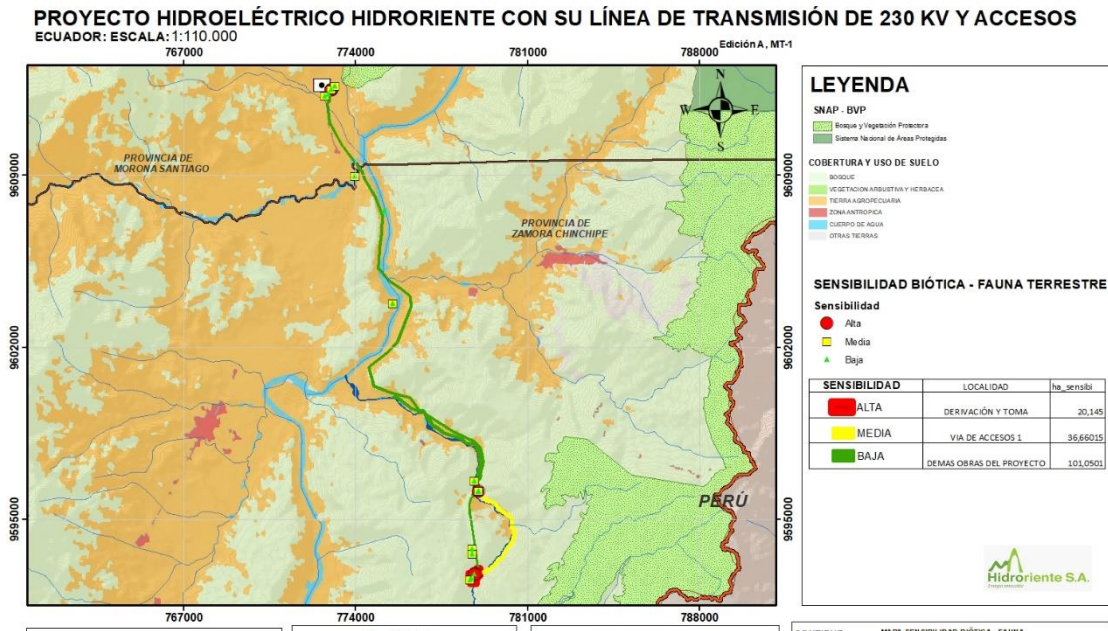 PROYECTO HIDROELÉCTRICO HIDRORIENTE CON SU LÍNEA DE TRANSMISIÓN DE 230 KV Y ACCESOS
ECUADOR: ESCALA: 1:110.000
Edición A, MT-1
767000 774000 781000 788000
9609000 9609000
9602000 9602000
9595000 9595000
PROVINCIA DE
MORONA SANTIAGO
PROVINCIA DE
ZAMORA CHINCHIPE
PERÚ
N
W E
S
767000 774000 781000 788000
LEYENDA
SNAP - BVP
Bosque y Vegetación Protectora
Sistema Nacional de Áreas Protegidas
COBERTURA Y USO DE SUELO
BOSQUE
VEGETACION ARBUSTIVA Y HERBACEA
TIERRA AGROPECUARIA
ZONA ANTROPICA
CUERPO DE AGUA
OTRAS TIERRAS
SENSIBILIDAD BIÓTICA - FAUNA TERRESTRE
Sensibilidad
Alta
Media
Baja
SENSIBILIDAD LOCALIDAD ha_sensibi
ALTA DERIVACIÓN Y TOMA 20,145
MEDIA VIA DE ACCESOS 1 36,66015
BAJA DEMAS OBRAS DEL PROYECTO 101,0501
Hidroriente S.A.